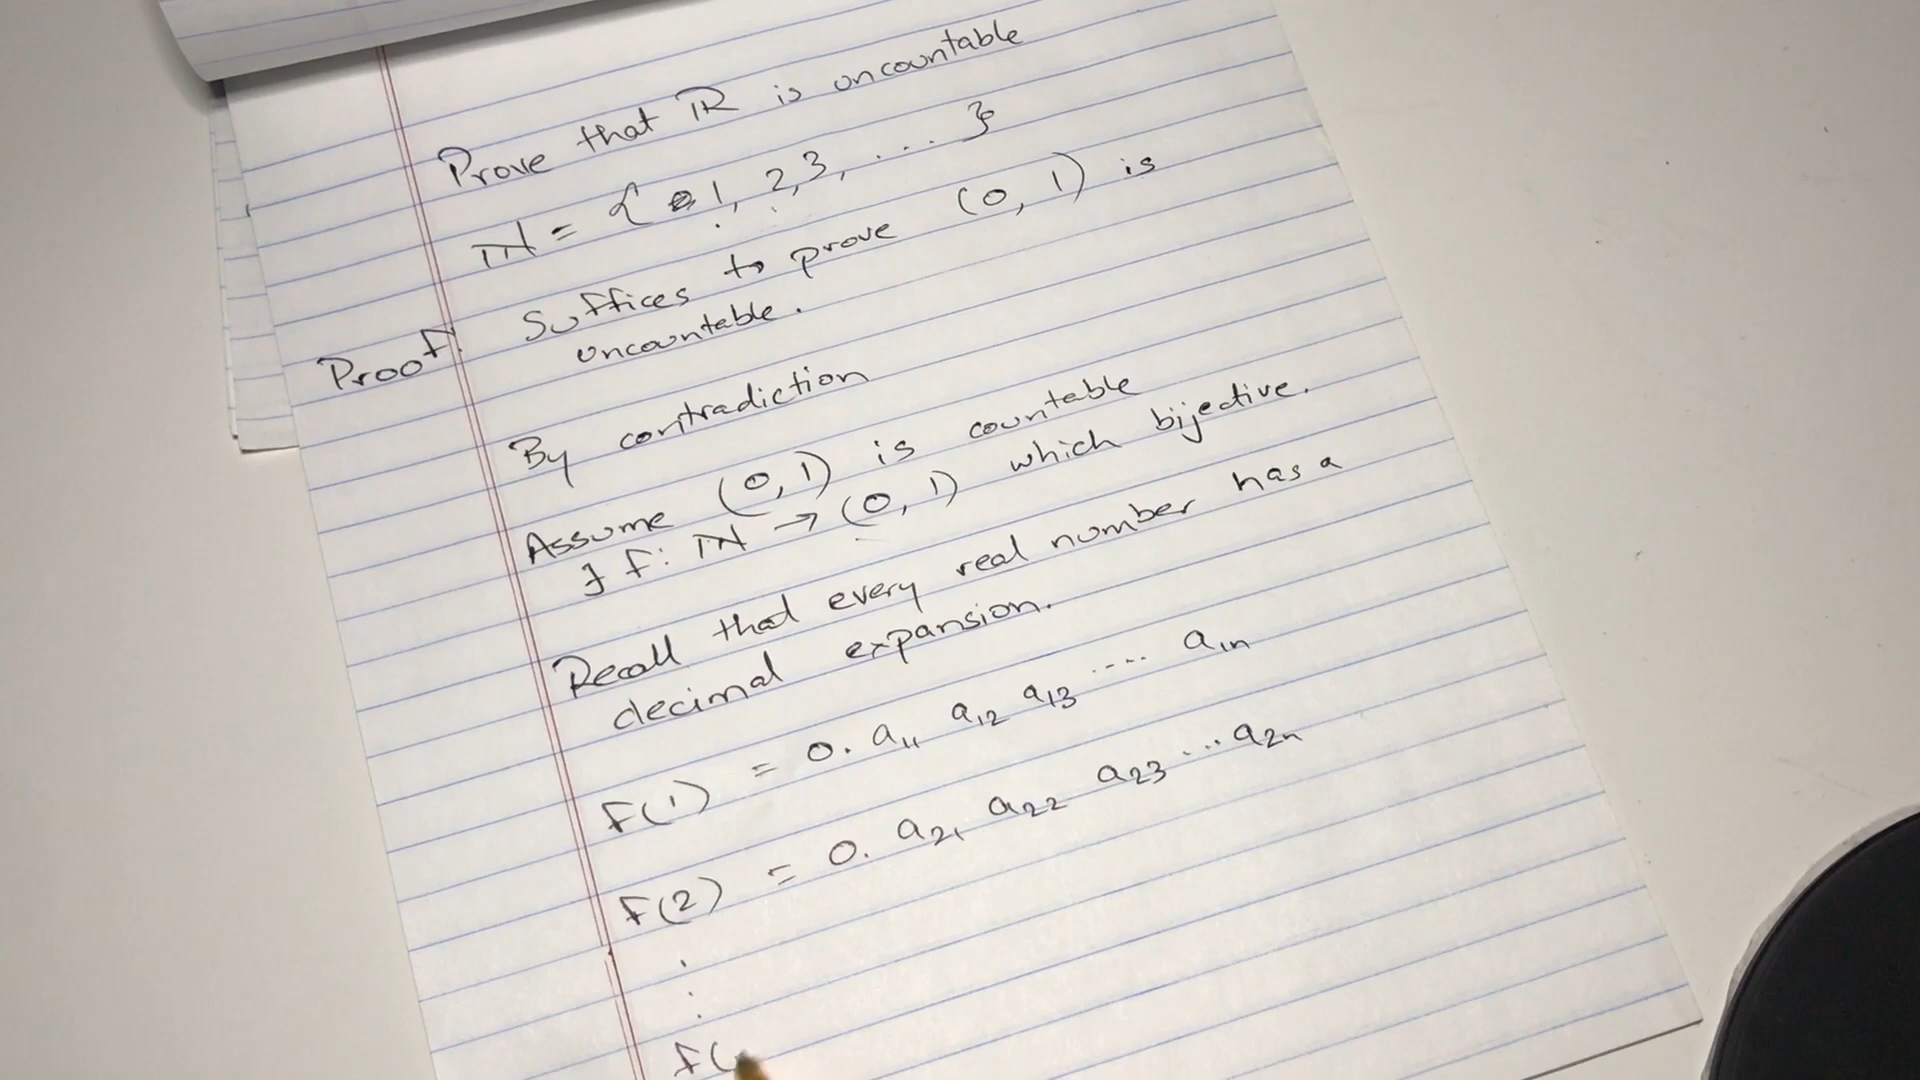 Prove that ℝ is uncountable
ℕ = { 1, 2, 3, .... }
Proof: Suffices to prove (0, 1) is
uncountable.
By contradiction
Assume (0, 1) is countable
∃ f: ℕ → (0, 1) which bijective.
Recall that every real number has a
decimal expansion.
f(1) = 0. a₁₁ a₁₂ a₁₃ .... a₁ₙ
f(2) = 0. a₂₁ a₂₂ a₂₃ ... a₂ₙ
⋮
f(